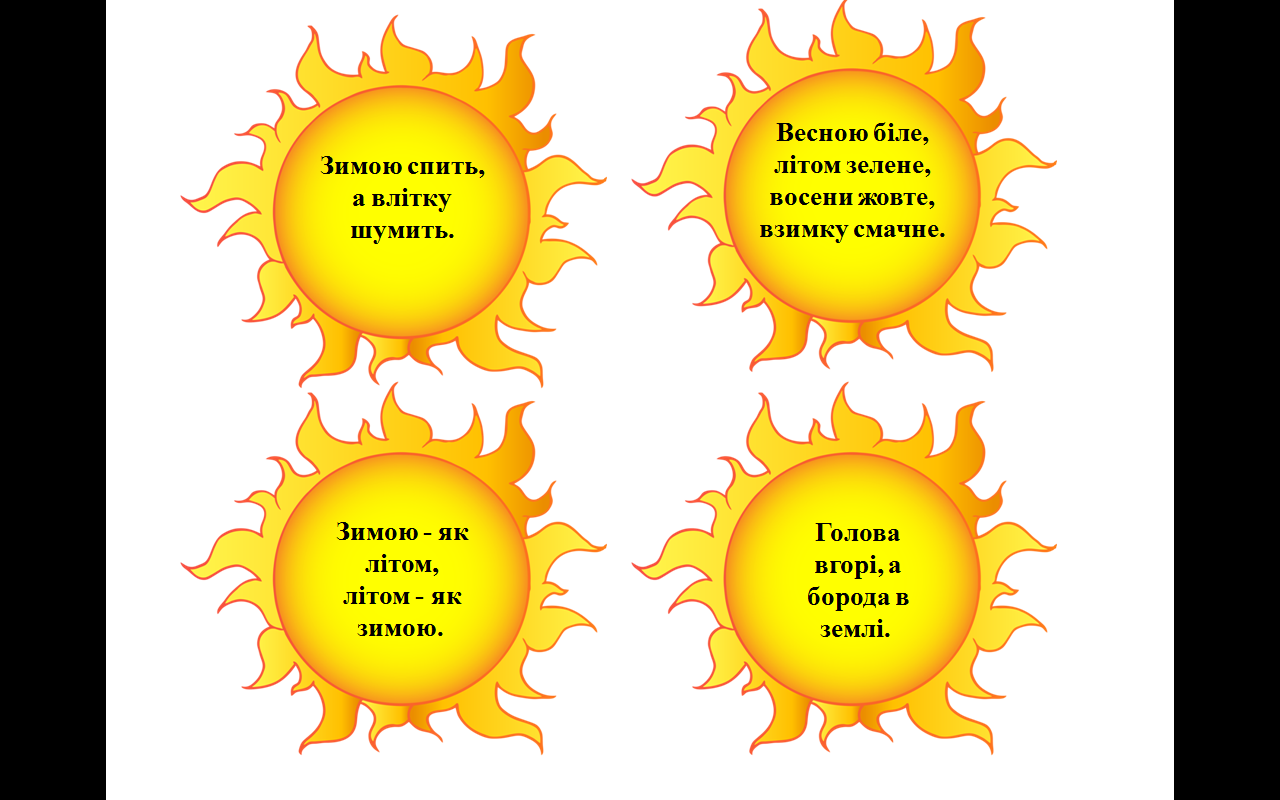 Зимою спить,
а влітку
шумить.
Весною біле,
літом зелене,
восени жовте,
взимку смачне.
Зимою - як
літом,
літом - як
зимою.
Голова
вгорі, а
борода в
землі.